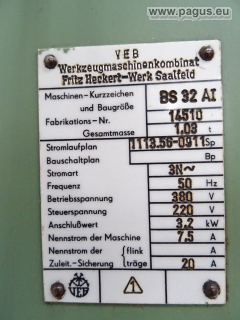 © www.pagus.eu
VEB
Werkzeugmaschinenkombinat
Fritz Heckert-Werk Saalfeld
Maschinen-Kurzzeichen und Baugröße BS 32 AI
Fabrikations-Nr. 14510
Gesamtmasse 1,03 t
Stromlaufplan 1113.56-0911 Sp
Bauschaltplan Bp
Stromart 3N~
Frequenz 50 Hz
Betriebsspannung 380 V
Steuerspannung 220 V
Anschlußwert 3,2 kW
Nennstrom der Maschine 7,5 A
Nennstrom der flink
Zuleit.-Sicherung träge 20 A